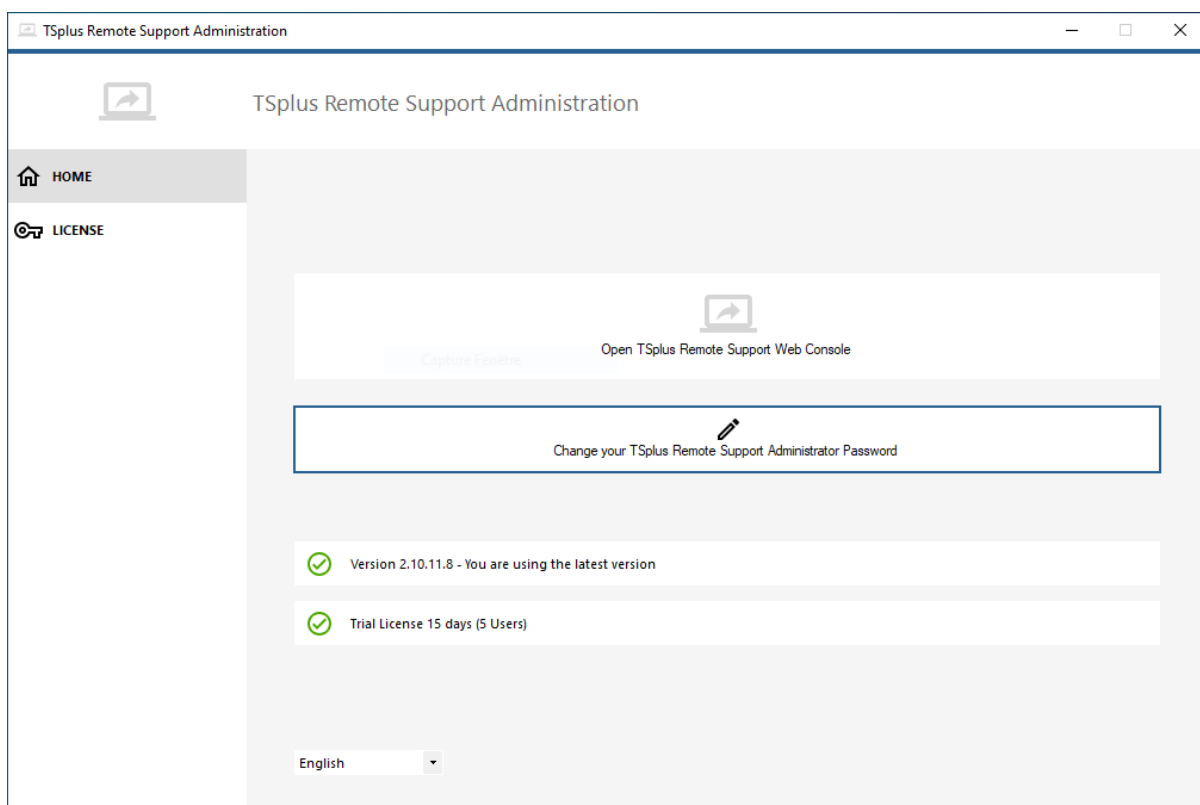 TSplus Remote Support Administration
TSplus Remote Support Administration
HOME
LICENSE
Open TSplus Remote Support Web Console
Capture Fenêtre
Change your TSplus Remote Support Administrator Password
Version 2.10.11.8 - You are using the latest version
Trial License 15 days (5 Users)
English